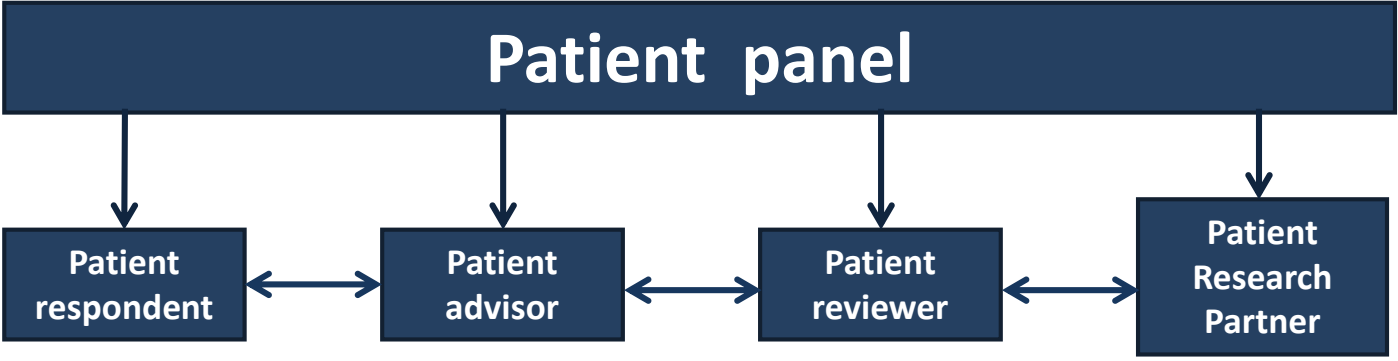 Patient panel
Patient
respondent
Patient
advisor
Patient
reviewer
Patient
Research
Partner